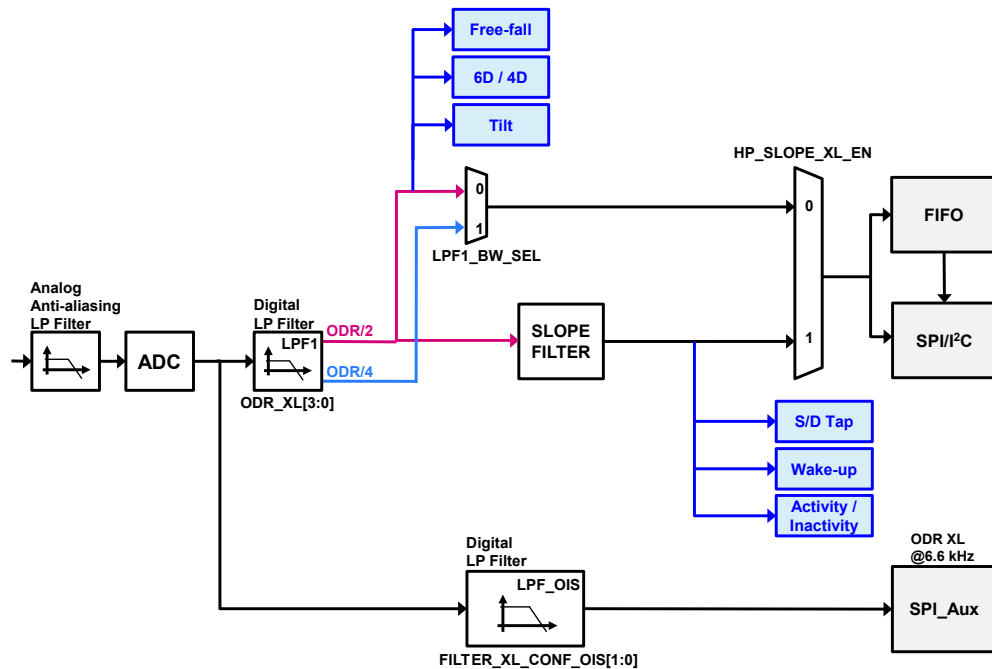 Free-fall
6D / 4D
Tilt
HP_SLOPE_XL_EN
0
1
LPF1_BW_SEL
0
1
FIFO
SPI/I²C
Analog
Anti-aliasing
LP Filter
ADC
Digital
LP Filter
LPF1
ODR_XL[3:0]
ODR/2
ODR/4
SLOPE
FILTER
S/D Tap
Wake-up
Activity /
Inactivity
Digital
LP Filter
LPF_OIS
FILTER_XL_CONF_OIS[1:0]
ODR XL
@6.6 kHz
SPI_Aux